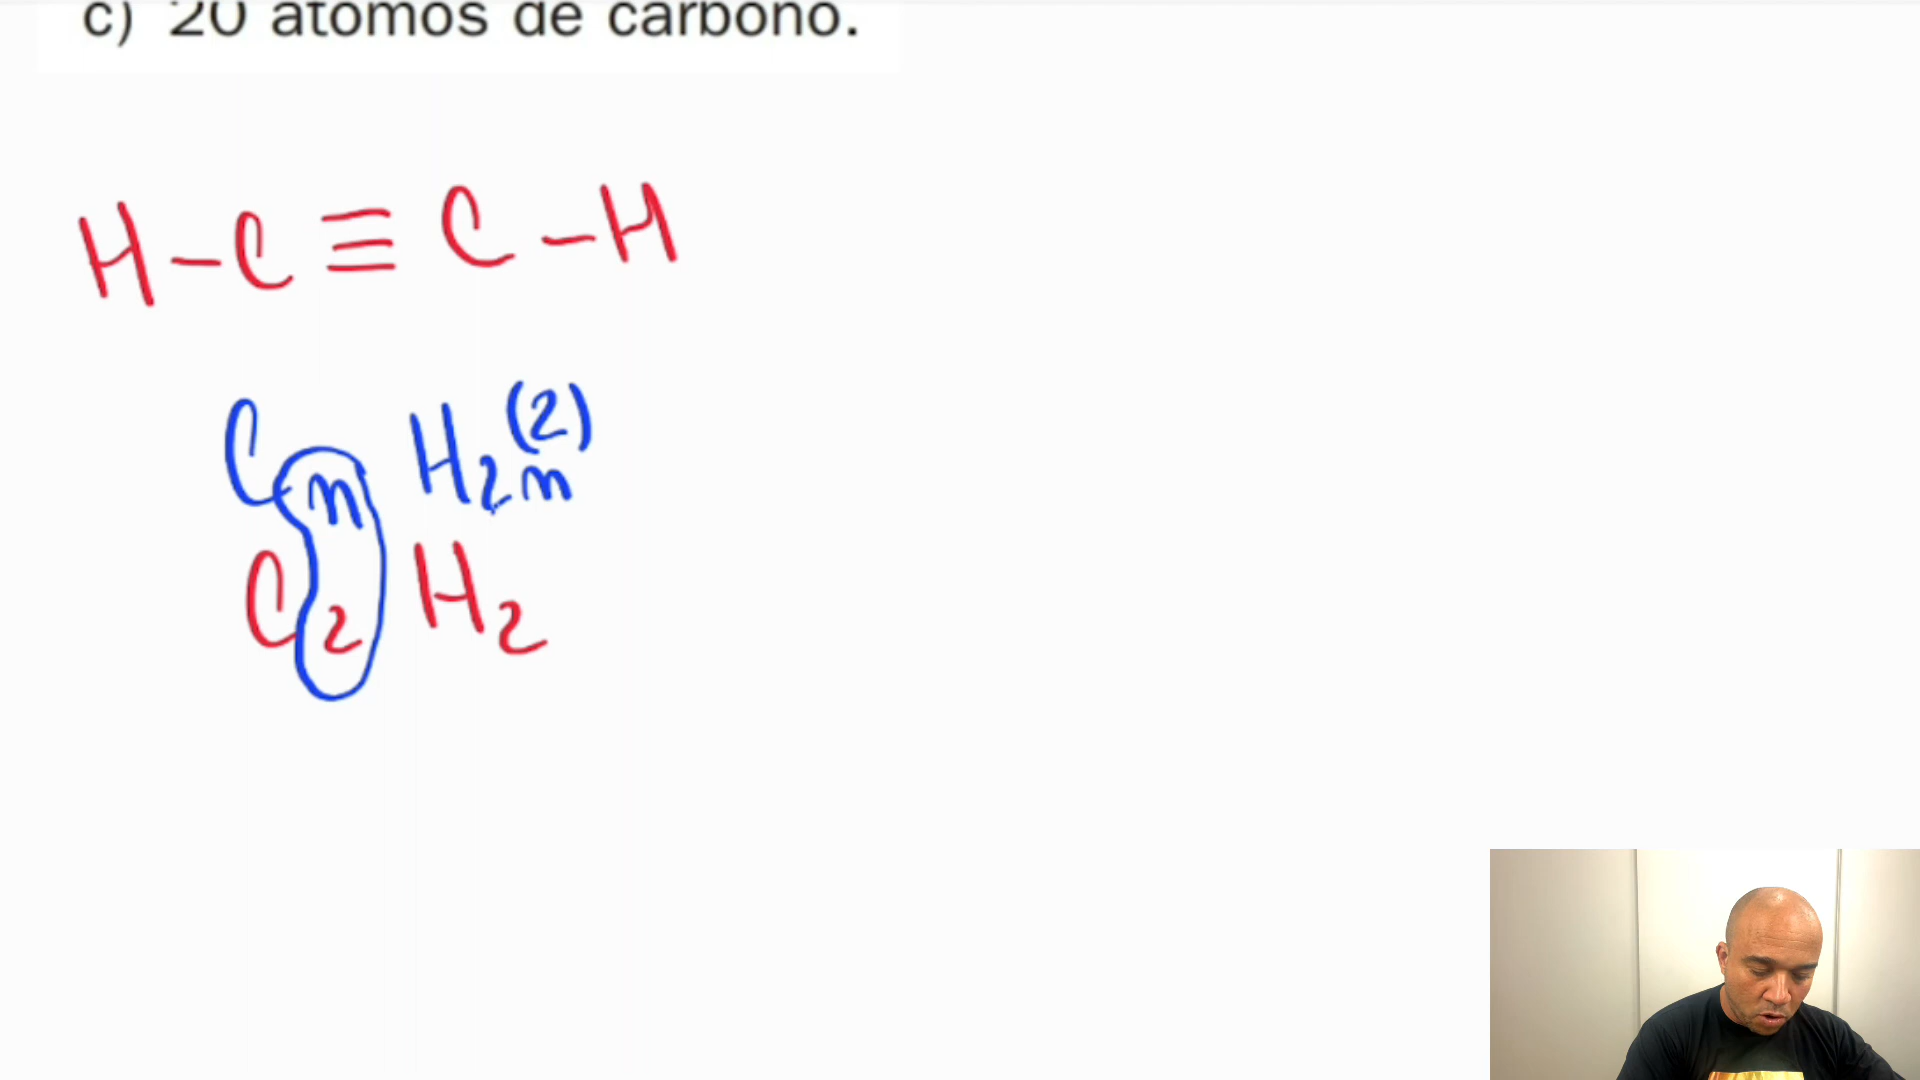 c) 20 átomos de carbono.
H-C≡C-H
CnH2n(2)
C2H2